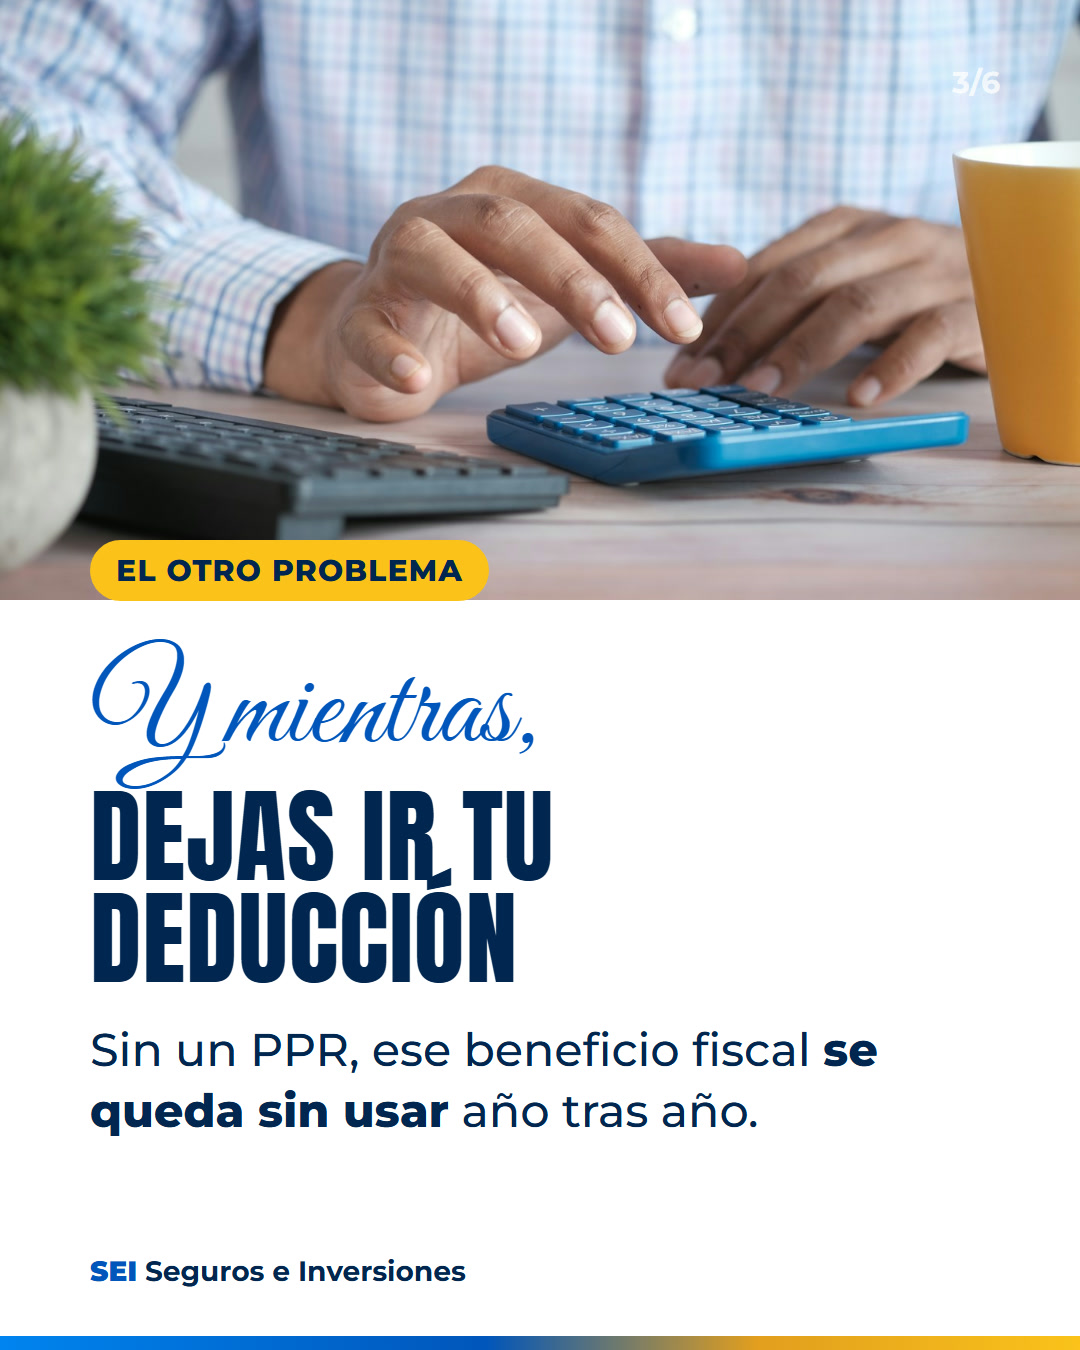 3/6
EL OTRO PROBLEMA
Y mientras,
DEJAS IR TU
DEDUCCIÓN
Sin un PPR, ese beneficio fiscal se
queda sin usar año tras año.
SEI Seguros e Inversiones